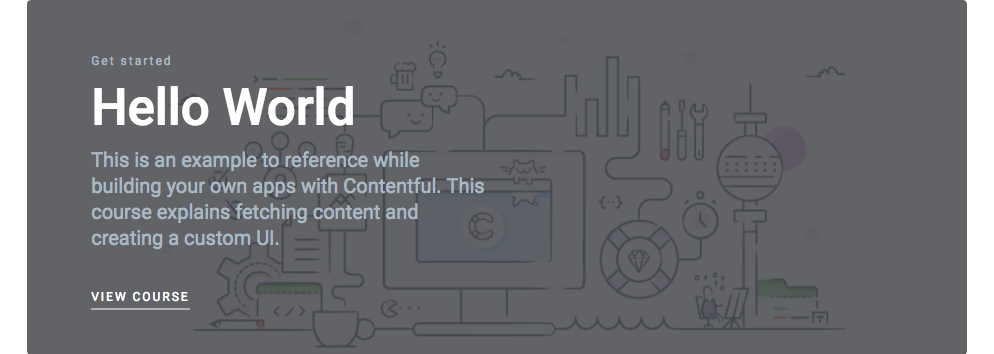 Get started
Hello World
This is an example to reference while
building your own apps with Contentful. This
course explains fetching content and
creating a custom UI.
VIEW COURSE